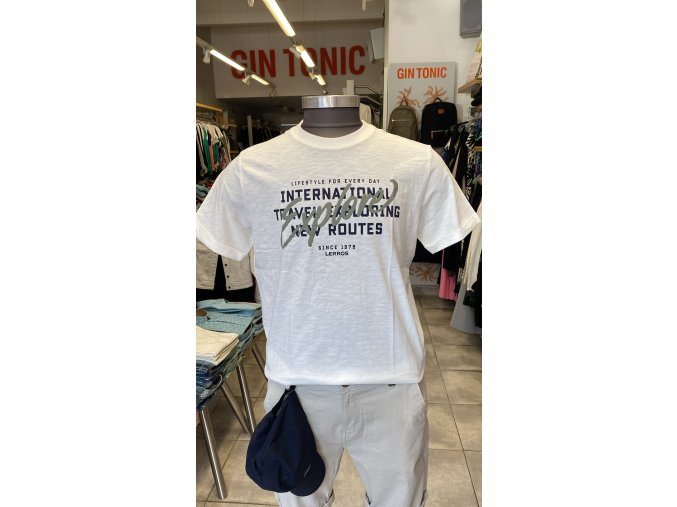 GIN TONIC
GIN TONIC
LIFESTYLE FOR EVERY DAY
INTERNATIONAL
TRAVEL EXPLORING
Explore
NEW ROUTES
SINCE 1979
LERROS